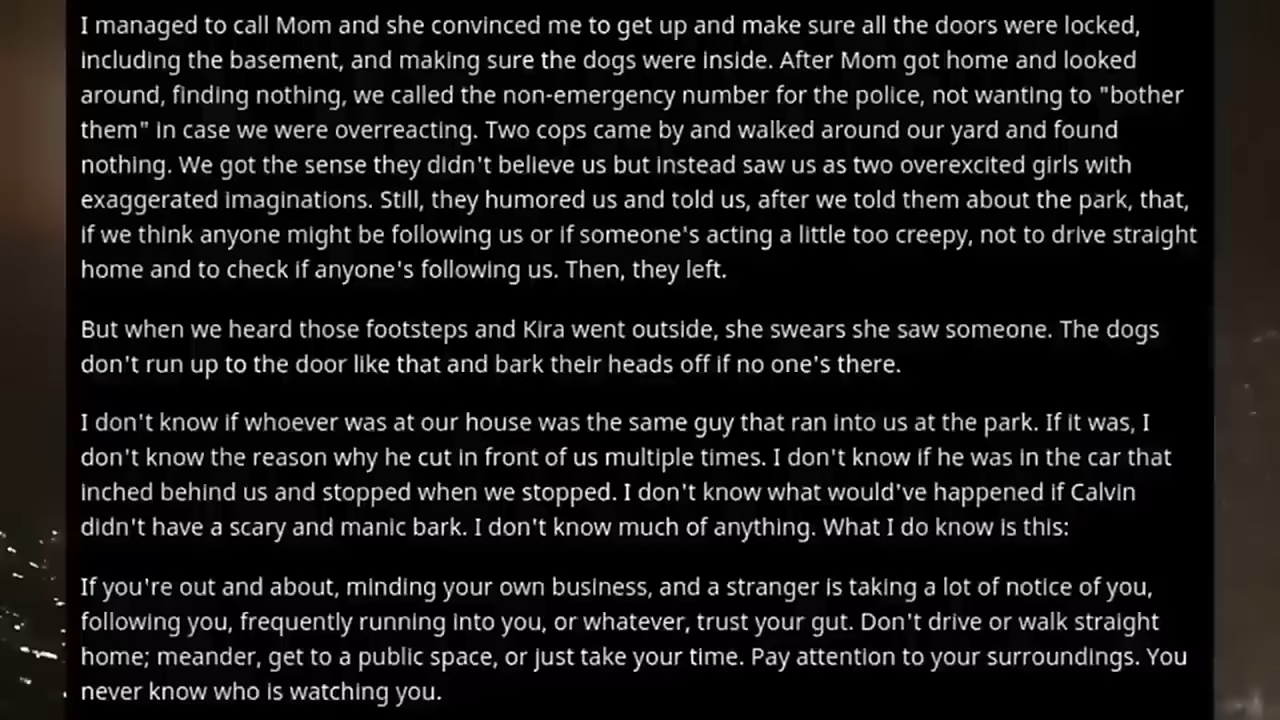 I managed to call Mom and she convinced me to get up and make sure all the doors were locked,
including the basement, and making sure the dogs were inside. After Mom got home and looked
around, finding nothing, we called the non-emergency number for the police, not wanting to "bother
them" in case we were overreacting. Two cops came by and walked around our yard and found
nothing. We got the sense they didn't believe us but instead saw us as two overexcited girls with
exaggerated imaginations. Still, they humored us and told us, after we told them about the park, that,
if we think anyone might be following us or if someone's acting a little too creepy, not to drive straight
home and to check if anyone's following us. Then, they left.
But when we heard those footsteps and Kira went outside, she swears she saw someone. The dogs
don't run up to the door like that and bark their heads off if no one's there.
I don't know if whoever was at our house was the same guy that ran into us at the park. If it was, I
don't know the reason why he cut in front of us multiple times. I don't know if he was in the car that
inched behind us and stopped when we stopped. I don't know what would've happened if Calvin
didn't have a scary and manic bark. I don't know much of anything. What I do know is this:
If you're out and about, minding your own business, and a stranger is taking a lot of notice of you,
following you, frequently running into you, or whatever, trust your gut. Don't drive or walk straight
home; meander, get to a public space, or just take your time. Pay attention to your surroundings. You
never know who is watching you.